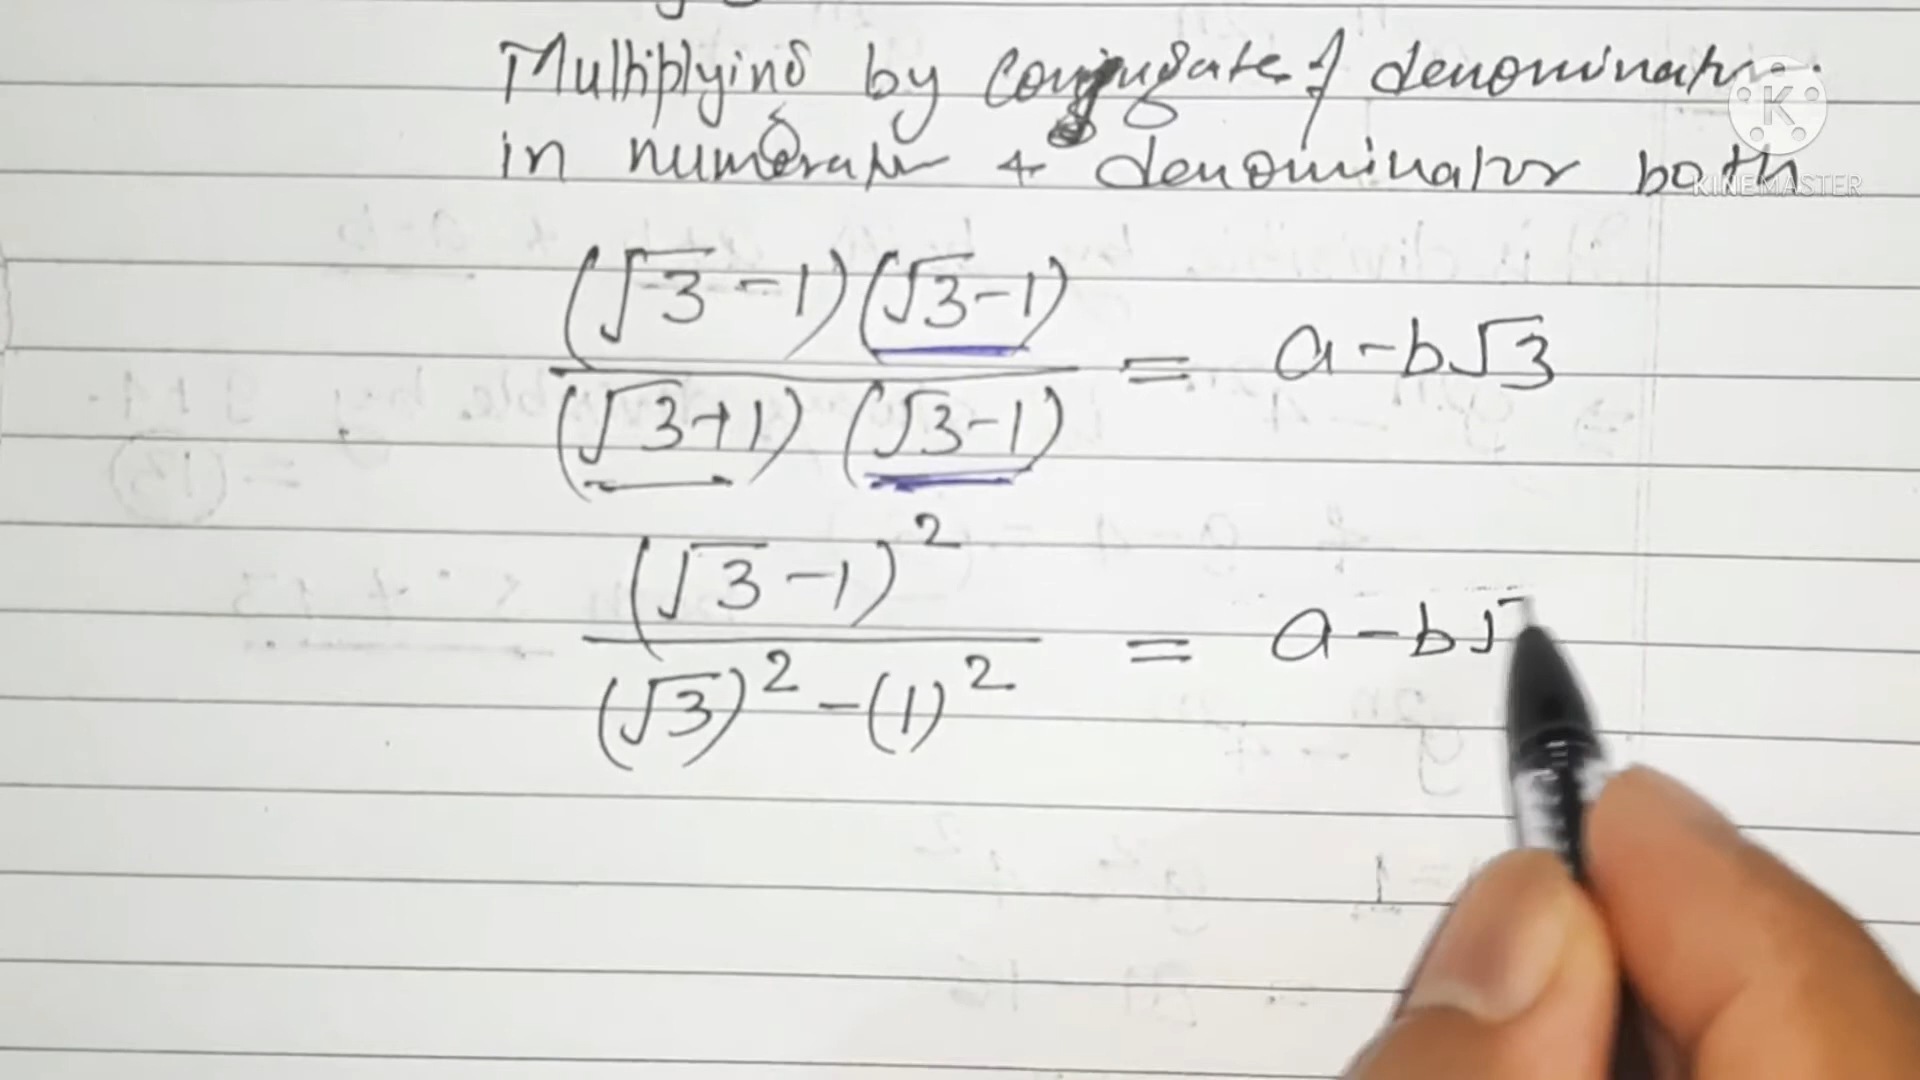 Multiplying by conjugate of denominator.
in numerator & denominator both
(√3-1)(√3-1)
(√3+1) (√3-1)
= a-b√3
(√3-1)²
(√3)²-(1)²
= a-b√
K
KINEMASTER